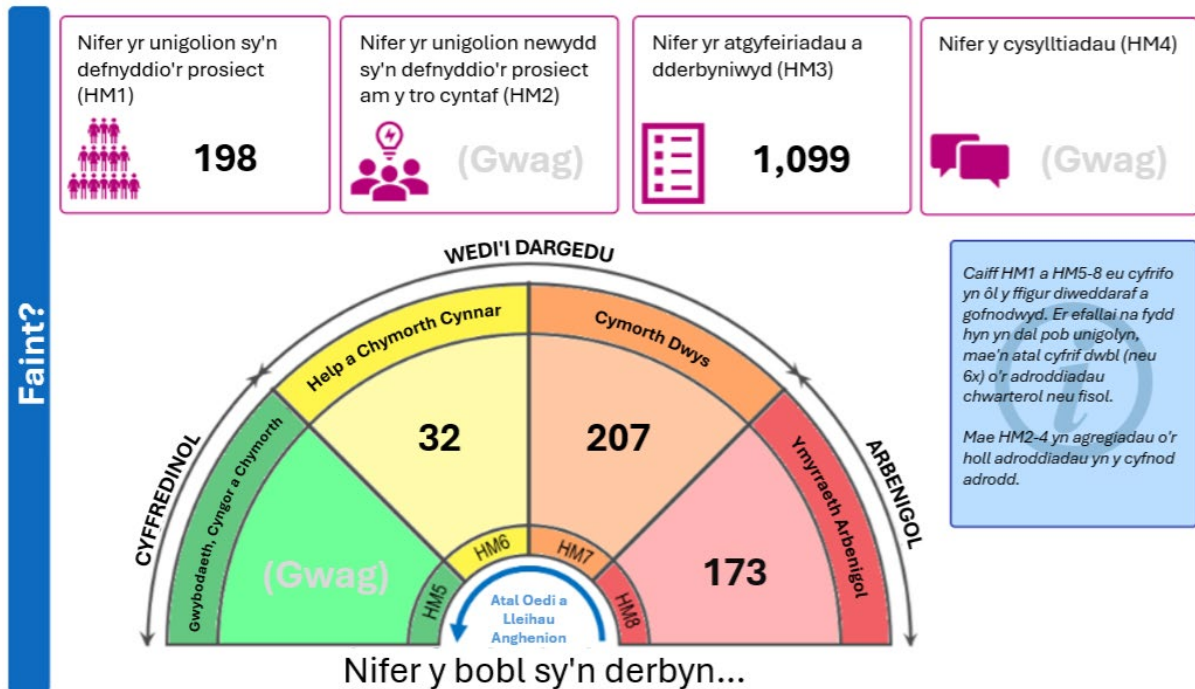 Faint?
Nifer yr unigolion sy'n
defnyddio'r prosiect
(HM1)
198
Nifer yr unigolion newydd
sy'n defnyddio'r prosiect
am y tro cyntaf (HM2)
(Gwag)
Nifer yr atgyfeiriadau a
dderbyniwyd (HM3)
1,099
Nifer y cysylltiadau (HM4)
(Gwag)
CYFFREDINOL
WEDI'I DARGEDU
ARBENIGOL
Gwybodaeth, Cyngor a Chymorth
Help a Chymorth Cynnar
Cymorth Dwys
Ymyrraeth Arbenigol
(Gwag)
32
207
173
HM5
HM6
HM7
HM8
Atal Oedi a
Lleihau
Anghenion
Nifer y bobl sy'n derbyn...
Caiff HM1 a HM5-8 eu cyfrifo
yn ôl y ffigur diweddaraf a
gofnodwyd. Er efallai na fydd
hyn yn dal pob unigolyn,
mae'n atal cyfrif dwbl (neu
6x) o'r adroddiadau
chwarterol neu fisol.
Mae HM2-4 yn agregiadau o'r
holl adroddiadau yn y cyfnod
adrodd.